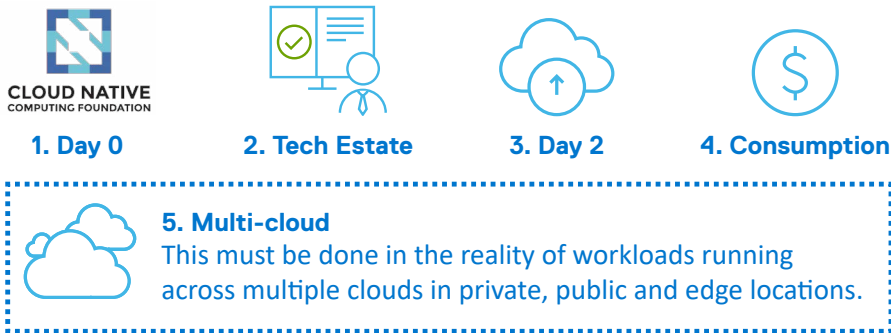 CLOUD NATIVE
COMPUTING FOUNDATION
1. Day 0
2. Tech Estate
3. Day 2
$
4. Consumption
5. Multi-cloud
This must be done in the reality of workloads running
across multiple clouds in private, public and edge locations.